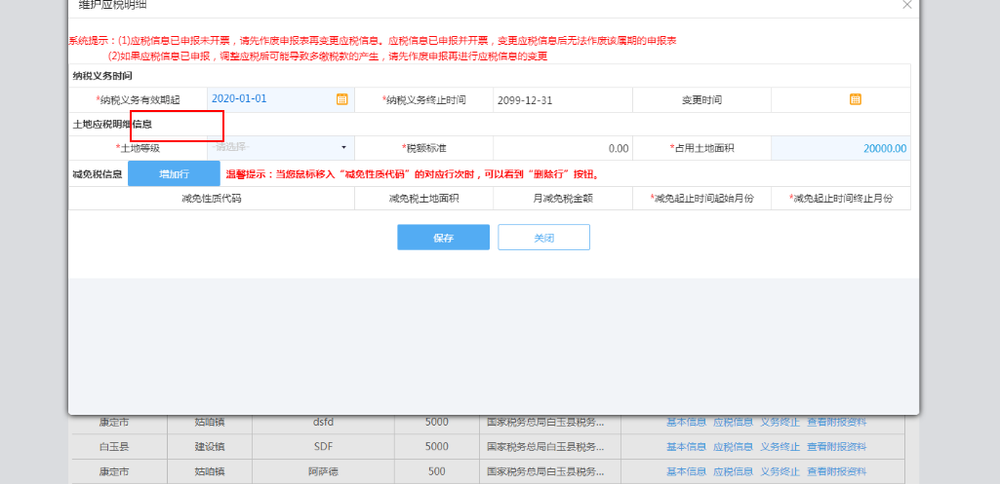 维护应税明细
系统提示：(1)应税信息已申报未开票，请先作废申报表再变更应税信息。应税信息已申报并开票，变更应税信息后无法作废该属期的申报表
(2)如果应税信息已申报，调整应税后可能导致多缴税款的产生，请先作废申报再进行应税信息的变更
纳税义务时间
*纳税义务有效期起 2020-01-01 *纳税义务终止时间 2099-12-31 变更时间
土地应税明细信息
*土地等级 -请选择- *税额标准 0.00 *占用土地面积 20000.00
减免税信息 增加行 温馨提示：当您鼠标移入“减免性质代码”的对应行次时，可以看到“删除行”按钮。
减免性质代码 减免税土地面积 月减免税金额 *减免起止时间起始月份 *减免起止时间终止月份
保存 关闭
康定市 姑咱镇 dsfd 5000 国家税务总局白玉县税务... 基本信息 应税信息 义务终止 查看附报资料
白玉县 建设镇 SDF 5000 国家税务总局白玉县税务... 基本信息 应税信息 义务终止 查看附报资料
康定市 姑咱镇 阿萨德 500 国家税务总局白玉县税务... 基本信息 应税信息 义务终止 查看附报资料